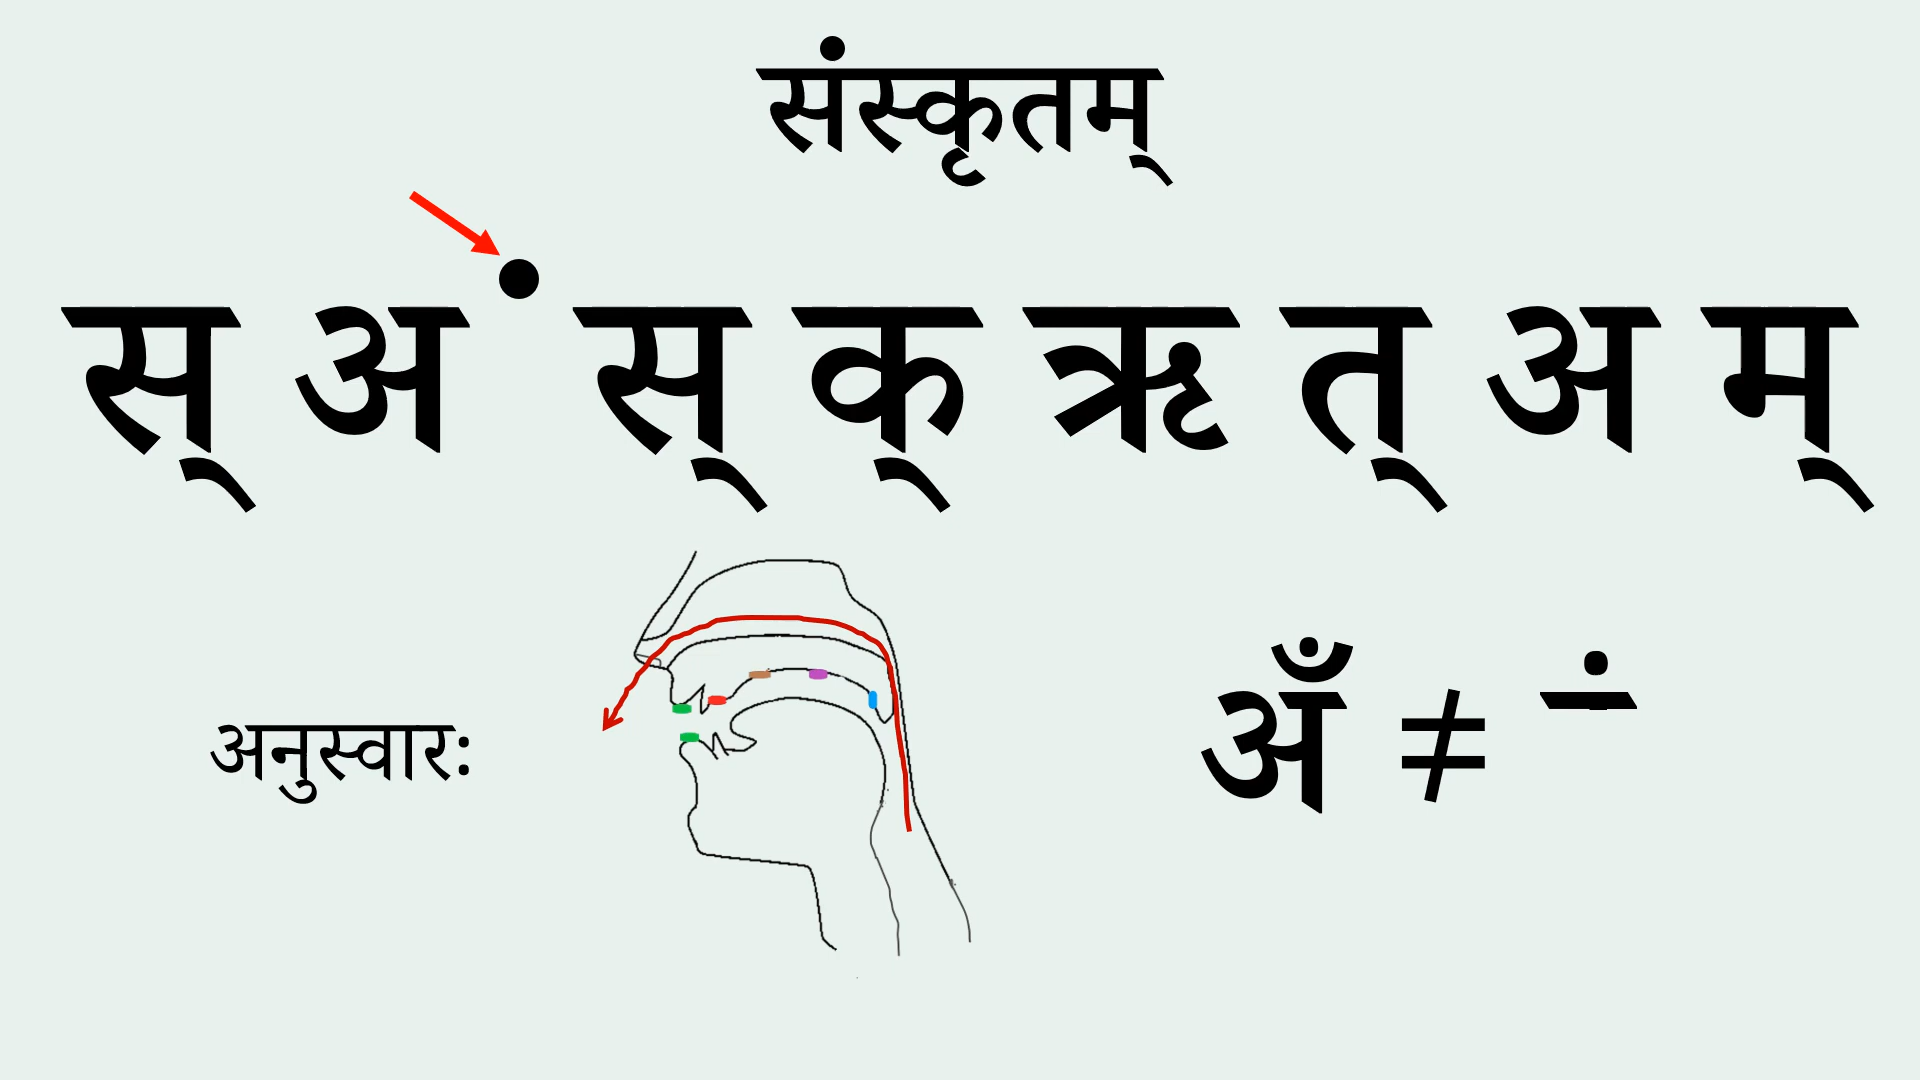 संस्कृतम्
स् अ ं स् क् ऋ त् अ म्
अनुस्वारः
अँ ≠ ं